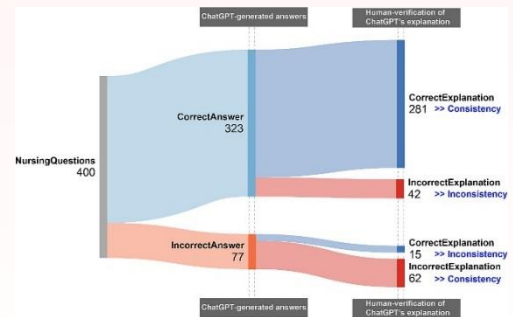 ChatGPT-generated answers
Human-verification of
ChatGPT's explanation
CorrectExplanation
281 >> Consistency
CorrectAnswer
323
NursingQuestions
400
IncorrectExplanation
42 >> Inconsistency
CorrectExplanation
15 >> Inconsistency
IncorrectAnswer
77
IncorrectExplanation
62 >> Consistency
ChatGPT-generated answers
Human-verification of
ChatGPT's explanation